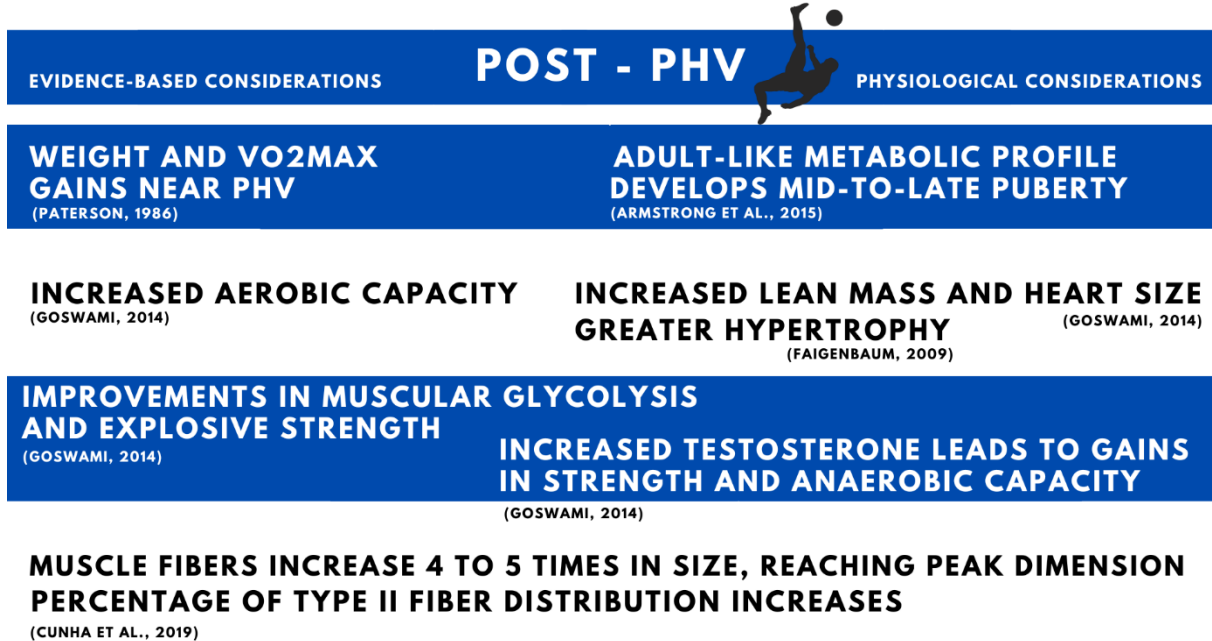 POST - PHV
EVIDENCE-BASED CONSIDERATIONS
PHYSIOLOGICAL CONSIDERATIONS
WEIGHT AND VO2MAX
GAINS NEAR PHV
(PATERSON, 1986)
ADULT-LIKE METABOLIC PROFILE
DEVELOPS MID-TO-LATE PUBERTY
(ARMSTRONG ET AL., 2015)
INCREASED AEROBIC CAPACITY
(GOSWAMI, 2014)
INCREASED LEAN MASS AND HEART SIZE
(GOSWAMI, 2014)
GREATER HYPERTROPHY
(FAIGENBAUM, 2009)
IMPROVEMENTS IN MUSCULAR GLYCOLYSIS
AND EXPLOSIVE STRENGTH
(GOSWAMI, 2014)
INCREASED TESTOSTERONE LEADS TO GAINS
IN STRENGTH AND ANAEROBIC CAPACITY
(GOSWAMI, 2014)
MUSCLE FIBERS INCREASE 4 TO 5 TIMES IN SIZE, REACHING PEAK DIMENSION
PERCENTAGE OF TYPE II FIBER DISTRIBUTION INCREASES
(CUNHA ET AL., 2019)